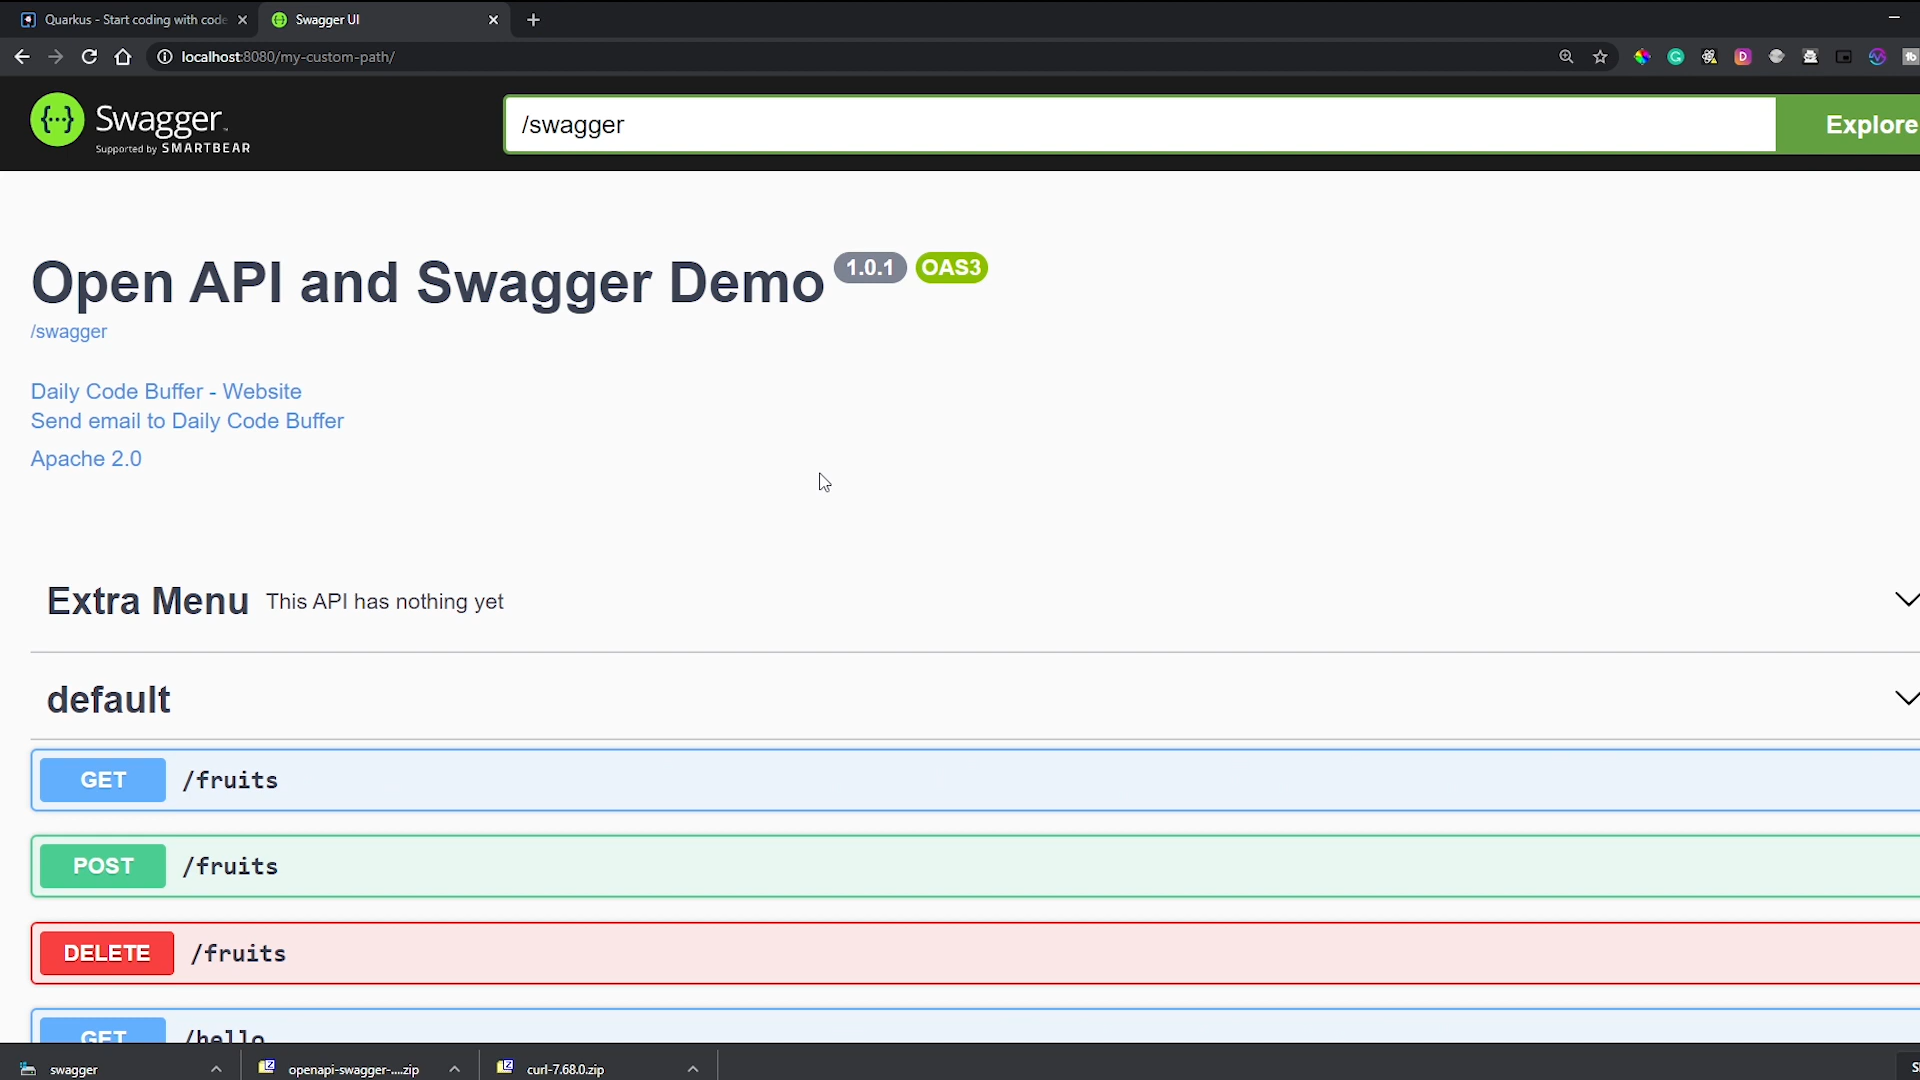 Quarkus - Start coding with code
Swagger UI
localhost:8080/my-custom-path/
Swagger
Supported by SMARTBEAR
/swagger
Explore
Open API and Swagger Demo 1.0.1 OAS3
/swagger
Daily Code Buffer - Website
Send email to Daily Code Buffer
Apache 2.0
Extra Menu This API has nothing yet
default
GET /fruits
POST /fruits
DELETE /fruits
GET /hello
swagger
openapi-swagger-....zip
curl-7.68.0.zip